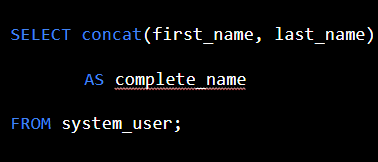 SELECT concat(first_name, last_name)
AS complete_name
FROM system_user;